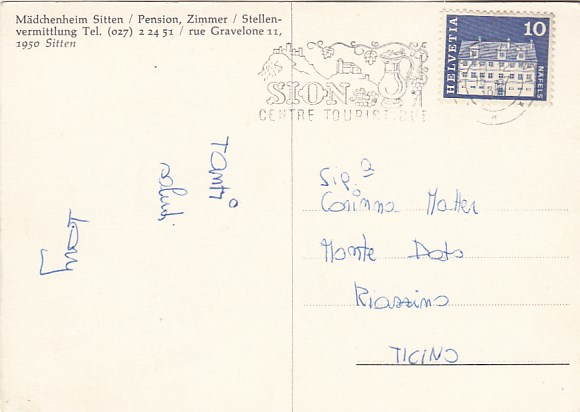 Mädchenheim Sitten / Pension, Zimmer / Stellen-
vermittlung Tel. (027) 2 24 51 / rue Gravelone 11,
1950 Sitten
HELVETIA
10
NÄFELS
SION
CENTRE TOURISTIQUE
Tanti
saluti
Sig.a
Corinna Matter
Monte Dato
Riazzino
TICINO